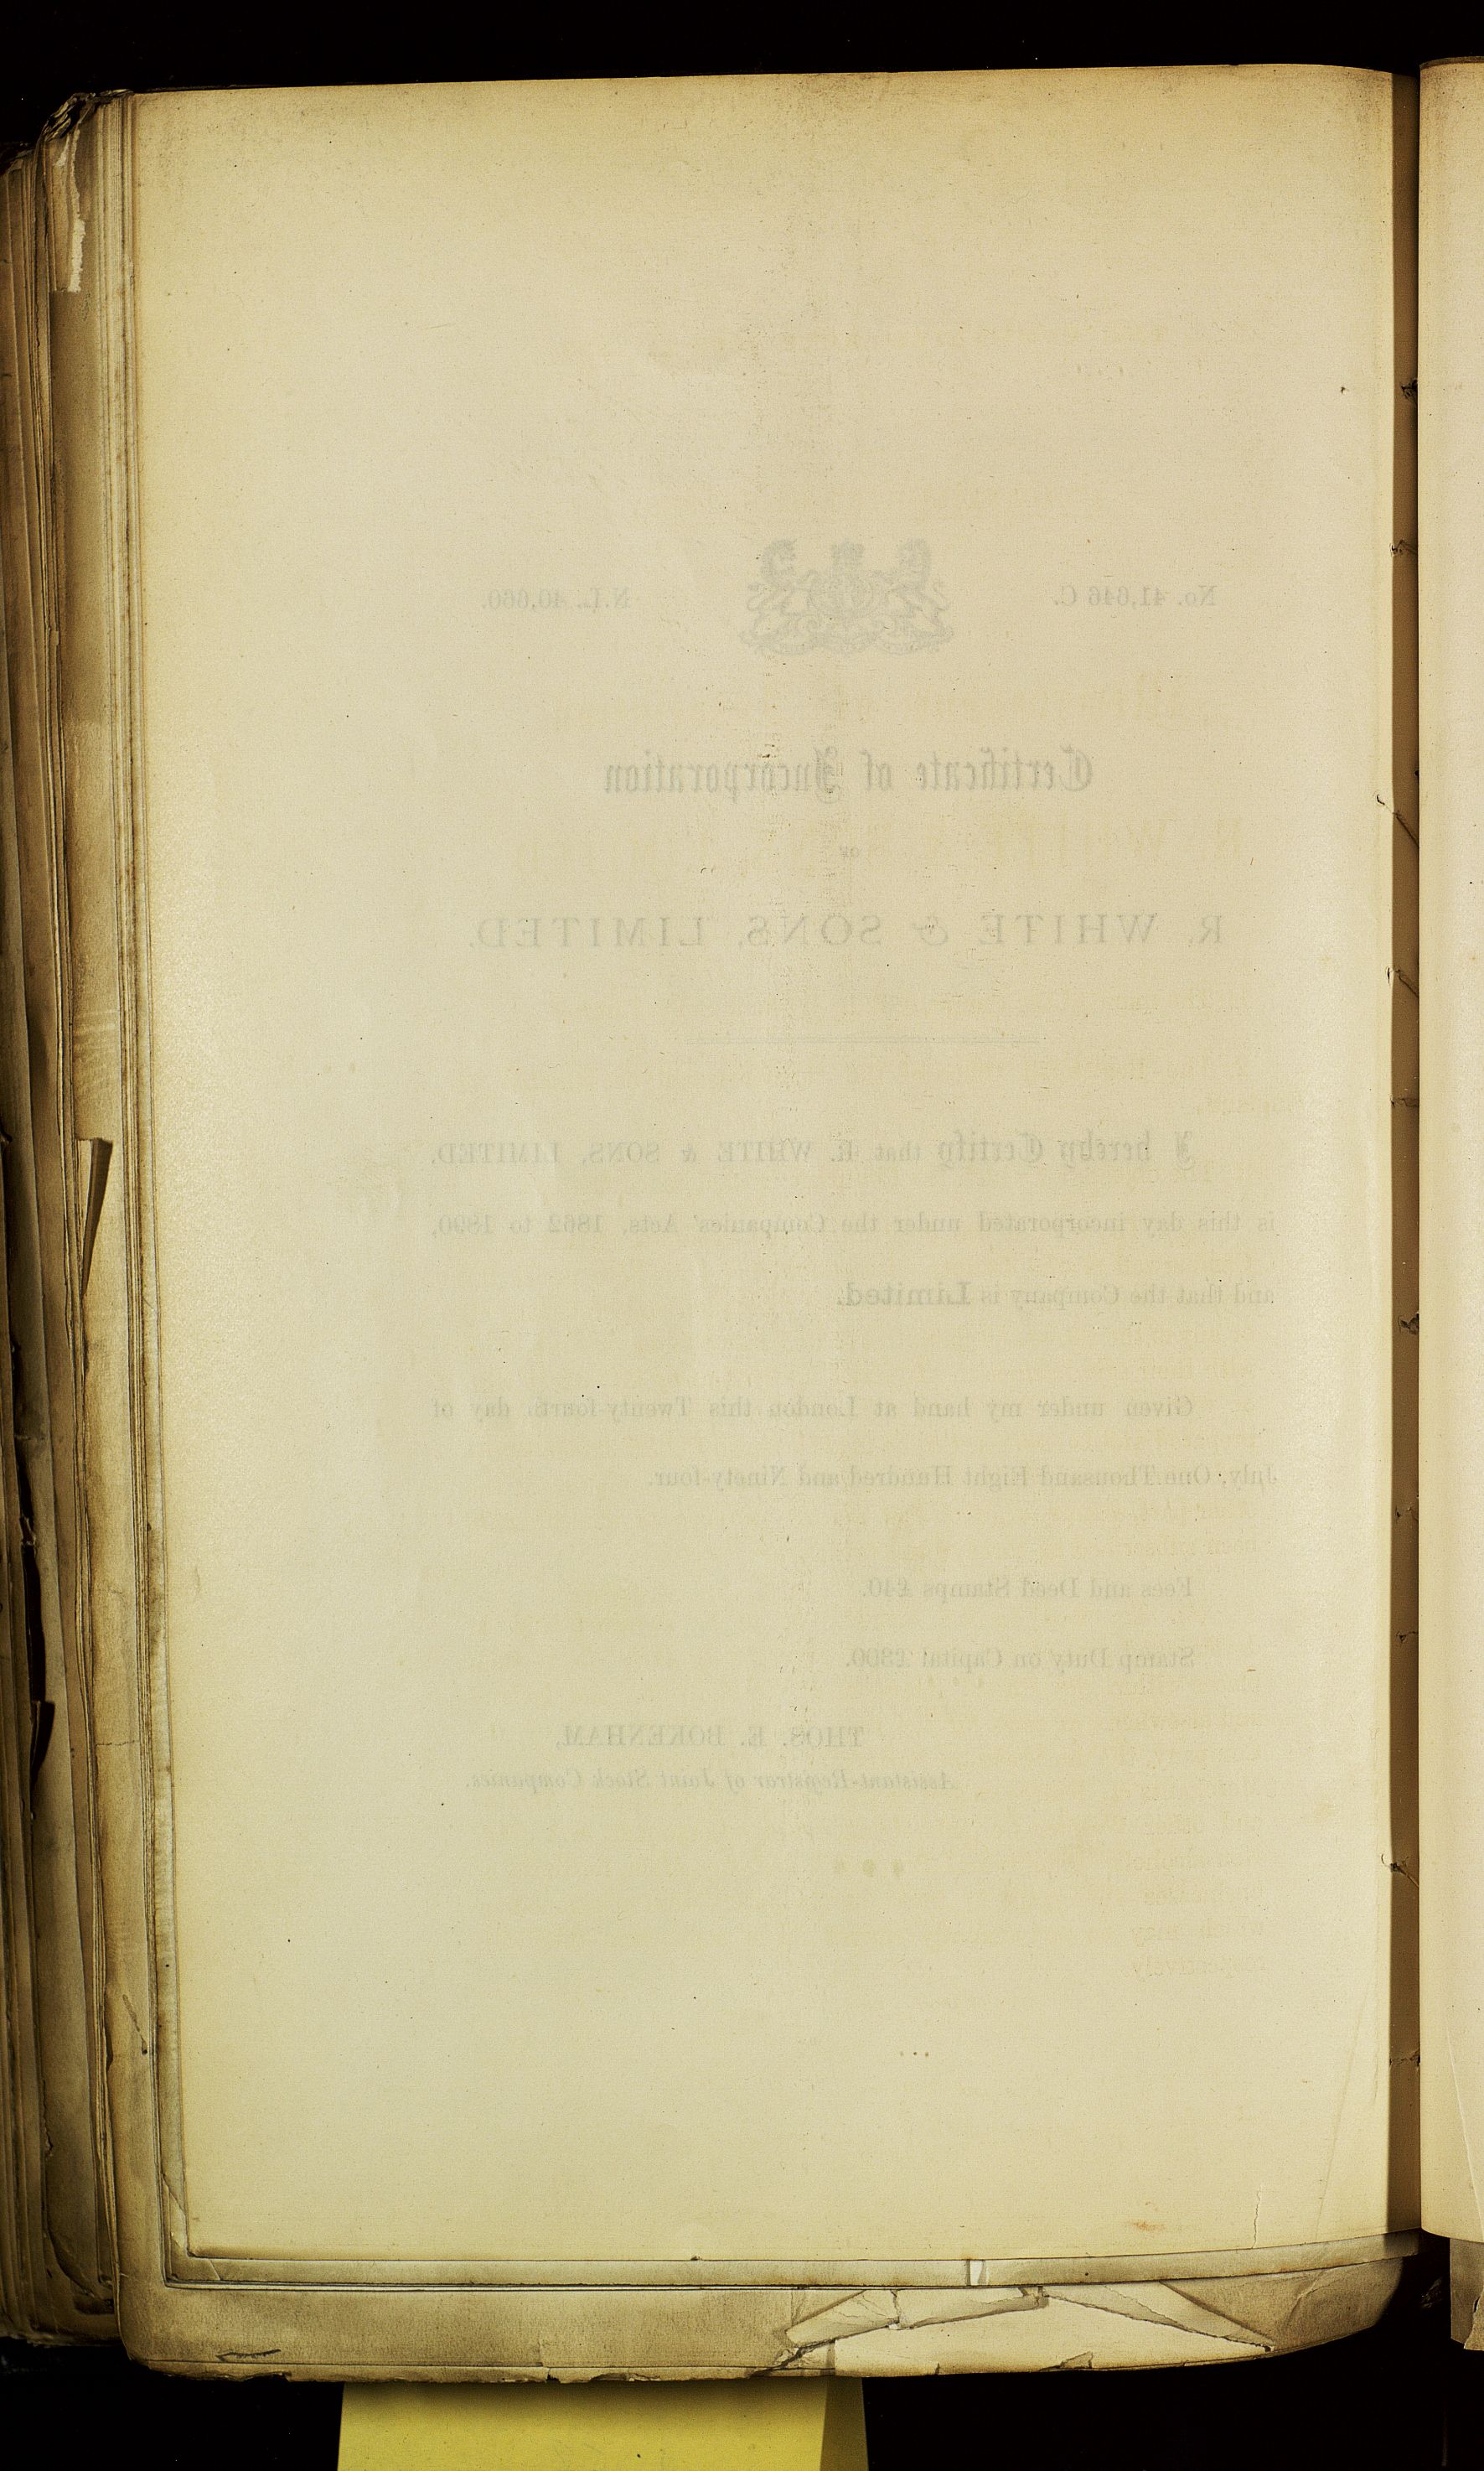 No. 41,646 C.
N.L. 40,660.
Certificate of Incorporation
OF
R. WHITE & SONS, LIMITED.
I hereby Certify that R. WHITE & SONS, LIMITED,
is this day incorporated under the Companies' Acts, 1862 to 1890,
and that the Company is Limited.
Given under my hand at London this Twenty-fourth day of
July, One Thousand Eight Hundred and Ninety-four.
Fees and Deed Stamps £40.
Stamp Duty on Capital £300.
THOS. E. BOKENHAM,
Assistant-Registrar of Joint Stock Companies.